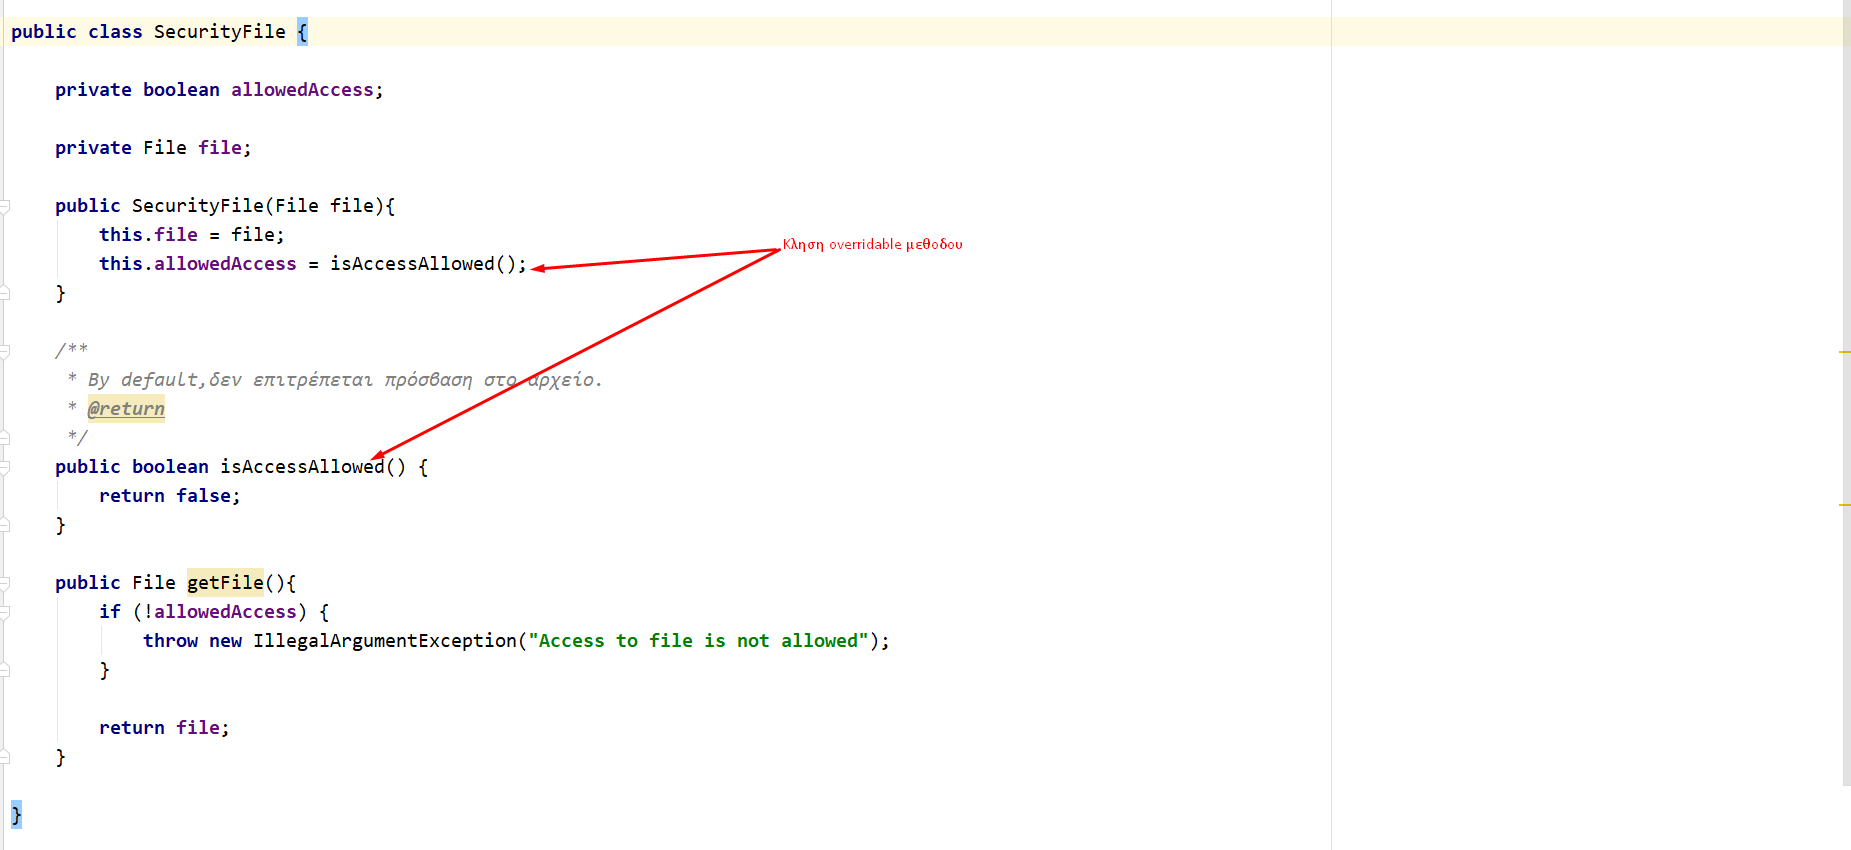 public class SecurityFile {
private boolean allowedAccess;
private File file;
public SecurityFile(File file){
this.file = file;
this.allowedAccess = isAccessAllowed();
Κληση overridable μεθοδου
}
/**
* By default,δεν επιτρέπεται πρόσβαση στο αρχείο.
* @return
*/
public boolean isAccessAllowed() {
return false;
}
public File getFile(){
if (!allowedAccess) {
throw new IllegalArgumentException("Access to file is not allowed");
}
return file;
}
}